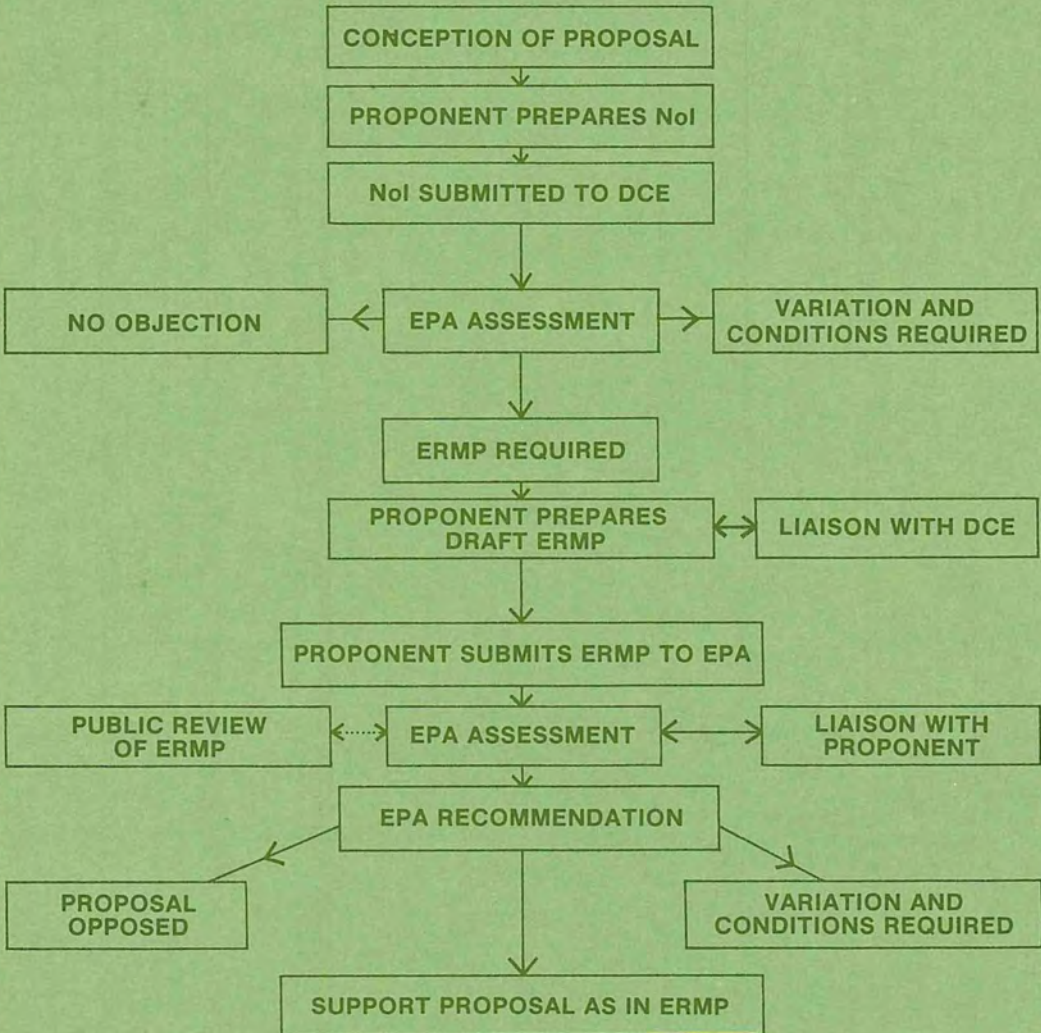 CONCEPTION OF PROPOSAL
PROPONENT PREPARES NoI
NoI SUBMITTED TO DCE
NO OBJECTION
EPA ASSESSMENT
VARIATION AND
CONDITIONS REQUIRED
ERMP REQUIRED
PROPONENT PREPARES
DRAFT ERMP
LIAISON WITH DCE
PROPONENT SUBMITS ERMP TO EPA
PUBLIC REVIEW
OF ERMP
EPA ASSESSMENT
LIAISON WITH
PROPONENT
EPA RECOMMENDATION
PROPOSAL
OPPOSED
VARIATION AND
CONDITIONS REQUIRED
SUPPORT PROPOSAL AS IN ERMP